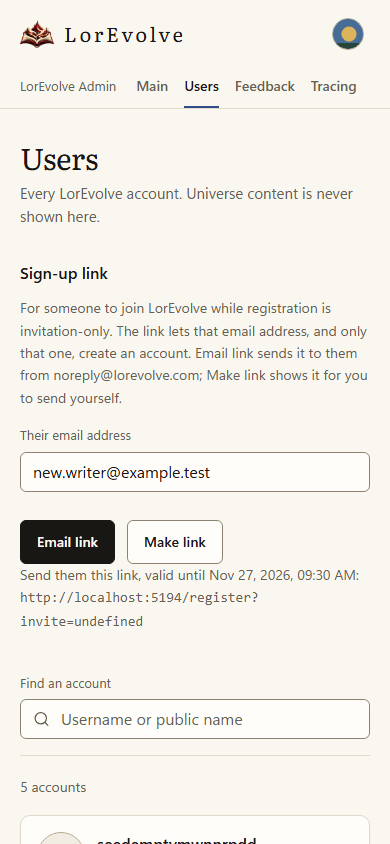 LorEvolve
LorEvolve Admin Main Users Feedback Tracing
Users
Every LorEvolve account. Universe content is never
shown here.
Sign-up link
For someone to join LorEvolve while registration is
invitation-only. The link lets that email address, and only
that one, create an account. Email link sends it to them
from noreply@lorevolve.com; Make link shows it for you
to send yourself.
Their email address
new.writer@example.test
Email link Make link
Send them this link, valid until Nov 27, 2026, 09:30 AM:
http://localhost:5194/register?
invite=undefined
Find an account
Username or public name
5 accounts